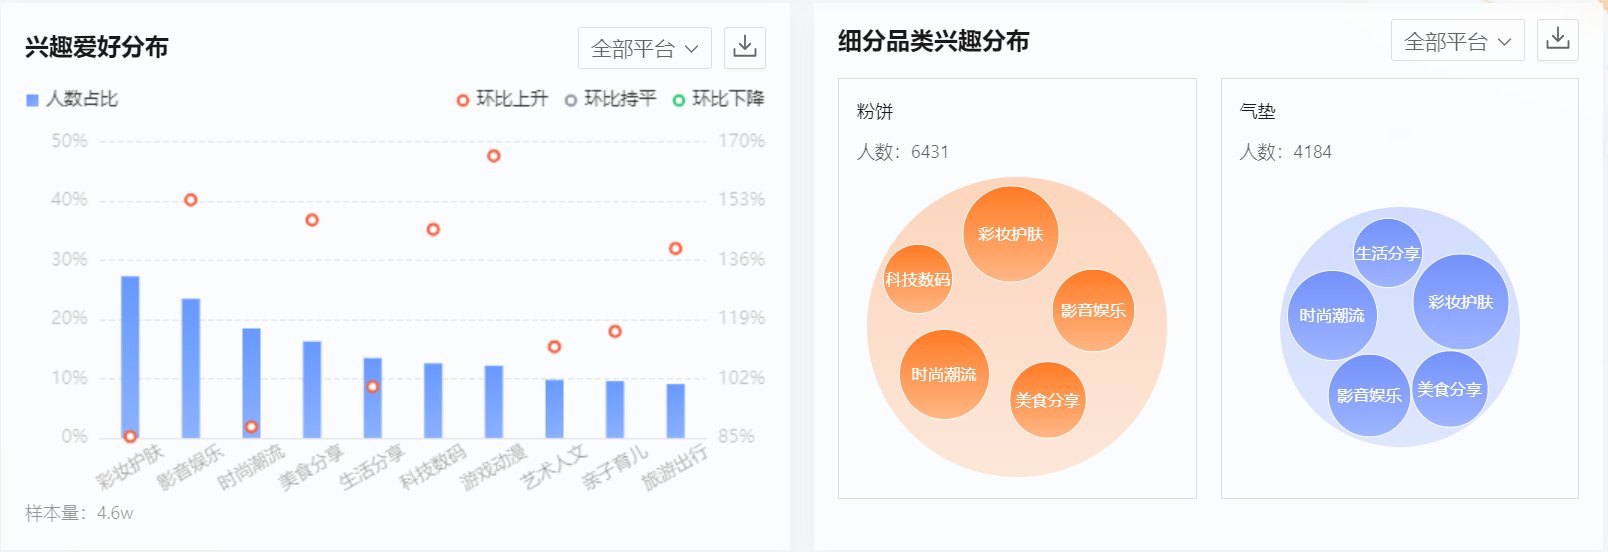 兴趣爱好分布
全部平台
人数占比
环比上升 环比持平 环比下降
50% 170%
40% 153%
30% 136%
20% 119%
10% 102%
0% 85%
彩妆护肤 影音娱乐 时尚潮流 美食分享 生活分享 科技数码 游戏动漫 艺术人文 亲子育儿 旅游出行
样本量：4.6w
细分品类兴趣分布
全部平台
粉饼
人数：6431
彩妆护肤
科技数码
影音娱乐
时尚潮流
美食分享
气垫
人数：4184
生活分享
彩妆护肤
时尚潮流
影音娱乐
美食分享